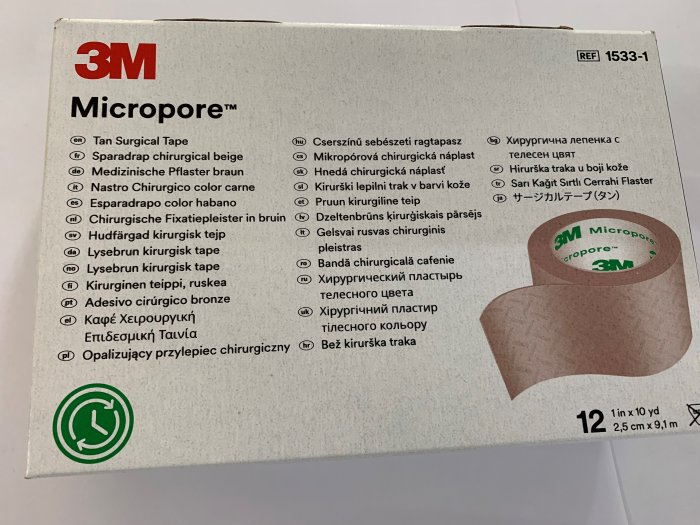 3M
REF 1533-1
Micropore™
en Tan Surgical Tape
fr Sparadrap chirurgical beige
de Medizinische Pflaster braun
it Nastro Chirurgico color carne
es Esparadrapo color habano
nl Chirurgische Fixatiepleister in bruin
sv Hudfärgad kirurgisk tejp
da Lysebrun kirurgisk tape
no Lysebrun kirurgisk tape
fi Kirurginen teippi, ruskea
pt Adesivo cirúrgico bronze
el Καφέ Χειρουργική
Επιδεσμική Ταινία
pl Opalizujący przylepiec chirurgiczny
hu Cserszínű sebészeti ragtapasz
cs Mikropórová chirurgická náplast
sk Hnedá chirurgická náplasť
sl Kirurški lepilni trak v barvi kože
et Pruun kirurgiline teip
lv Dzeltenbrūns ķirurģiskais pārsējs
lt Gelsvai rusvas chirurginis
pleistras
ro Bandă chirurgicală cafenie
ru Хирургический пластырь
телесного цвета
uk Хірургічний пластир
тілесного кольору
hr Bež kirurška traka
bg Хирургична лепенка с
телесен цвят
sr Hirurška traka u boji kože
tr Sarı Kağıt Sırtlı Cerrahi Flaster
ja サージカルテープ(タン)
3M Micropore
cropore™
3M
12 1 in x 10 yd
2,5 cm x 9,1 m